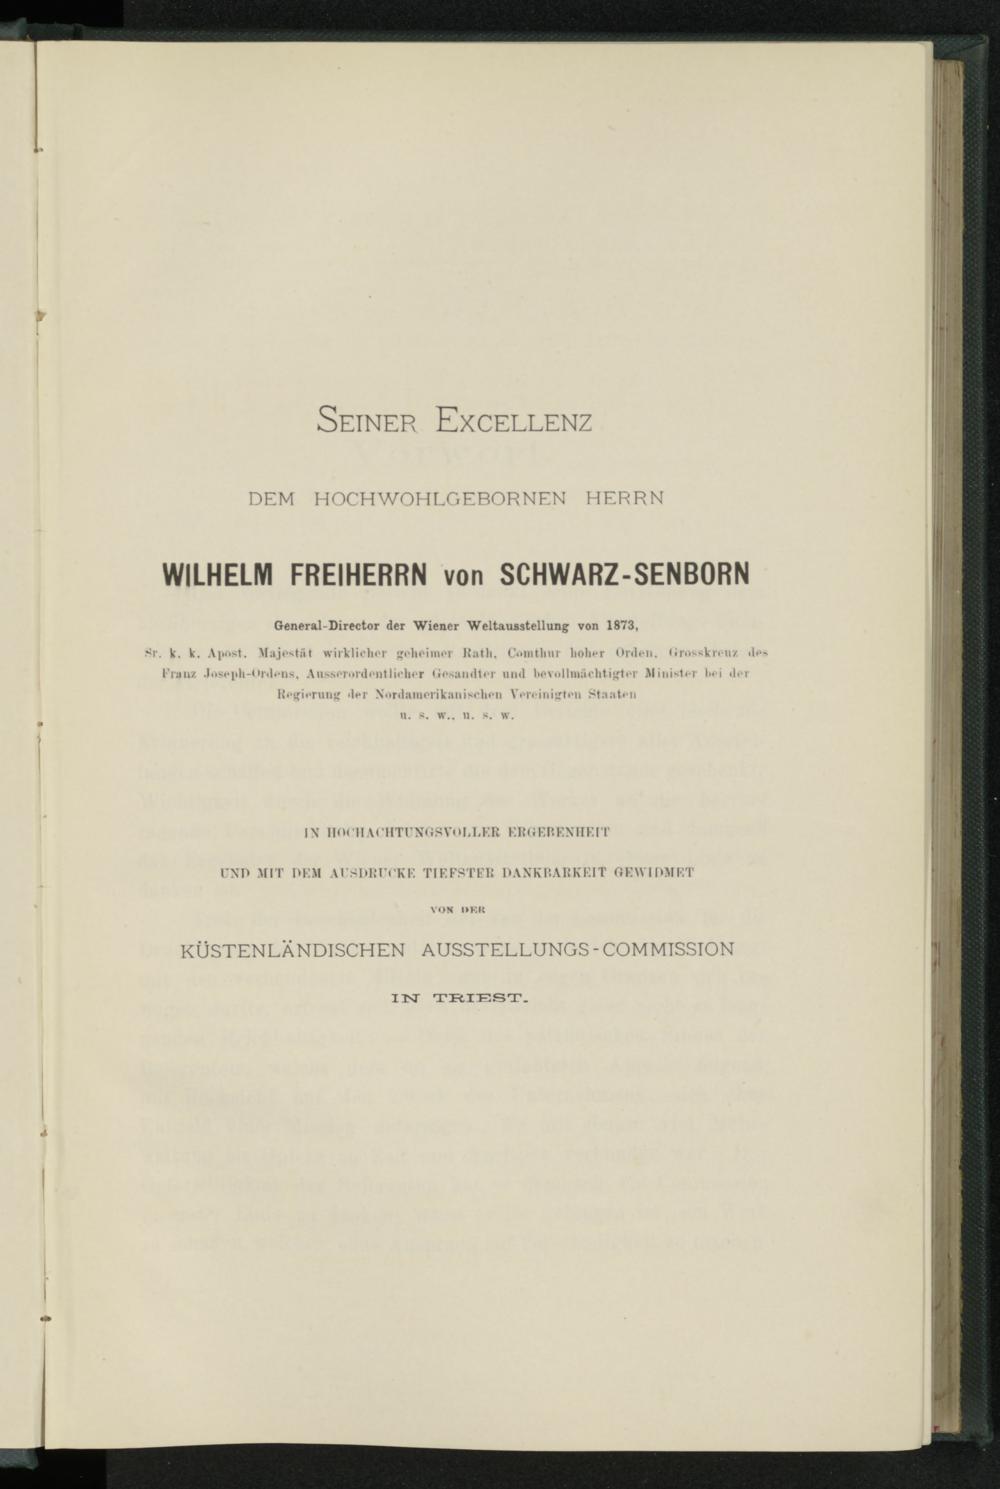 SEINER EXCELLENZ
DEM HOCHWOHLGEBORNEN HERRN
WILHELM FREIHERRN von SCHWARZ-SENBORN
General-Director der Wiener Weltausstellung von 1873,
Sr. k. k. Apost. Majestät wirklicher geheimer Rath, Comthur hoher Orden, Grosskreuz des
Franz Joseph-Ordens, Ausserordentlicher Gesandter und bevollmächtigter Minister bei der
Regierung der Nordamerikanischen Vereinigten Staaten
u. s. w., u. s. w.
IN HOCHACHTUNGSVOLLER ERGEBENHEIT
UND MIT DEM AUSDRUCKE TIEFSTER DANKBARKEIT GEWIDMET
VON DER
KÜSTENLÄNDISCHEN AUSSTELLUNGS-COMMISSION
IN TRIEST.